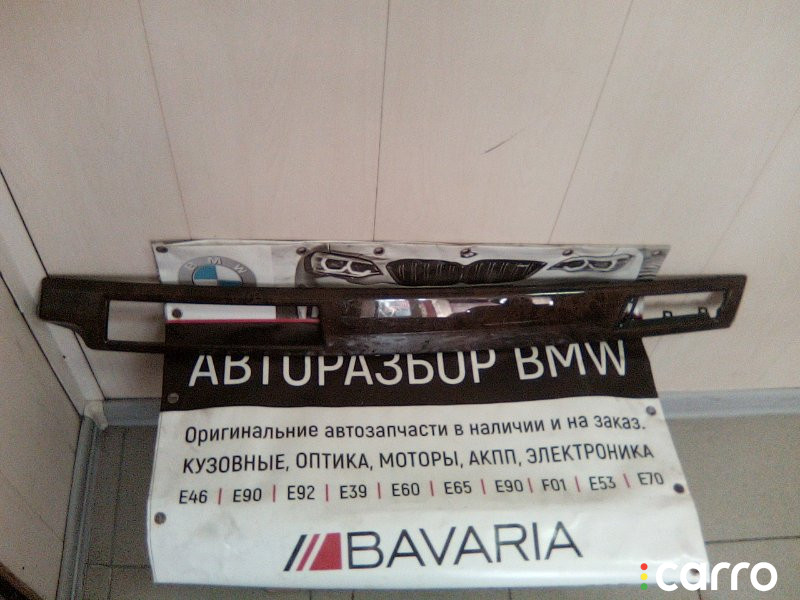 BMW
АВТОРАЗБОР BMW
Оригинальние автозапчасти в наличии и на заказ.
КУЗОВНЫЕ, ОПТИКА, МОТОРЫ, АКПП, ЭЛЕКТРОНИКА
E46 | E90 | E92 | E39 | E60 | E65 | E90 | F01 | E53 | E70
BAVARIA
carro